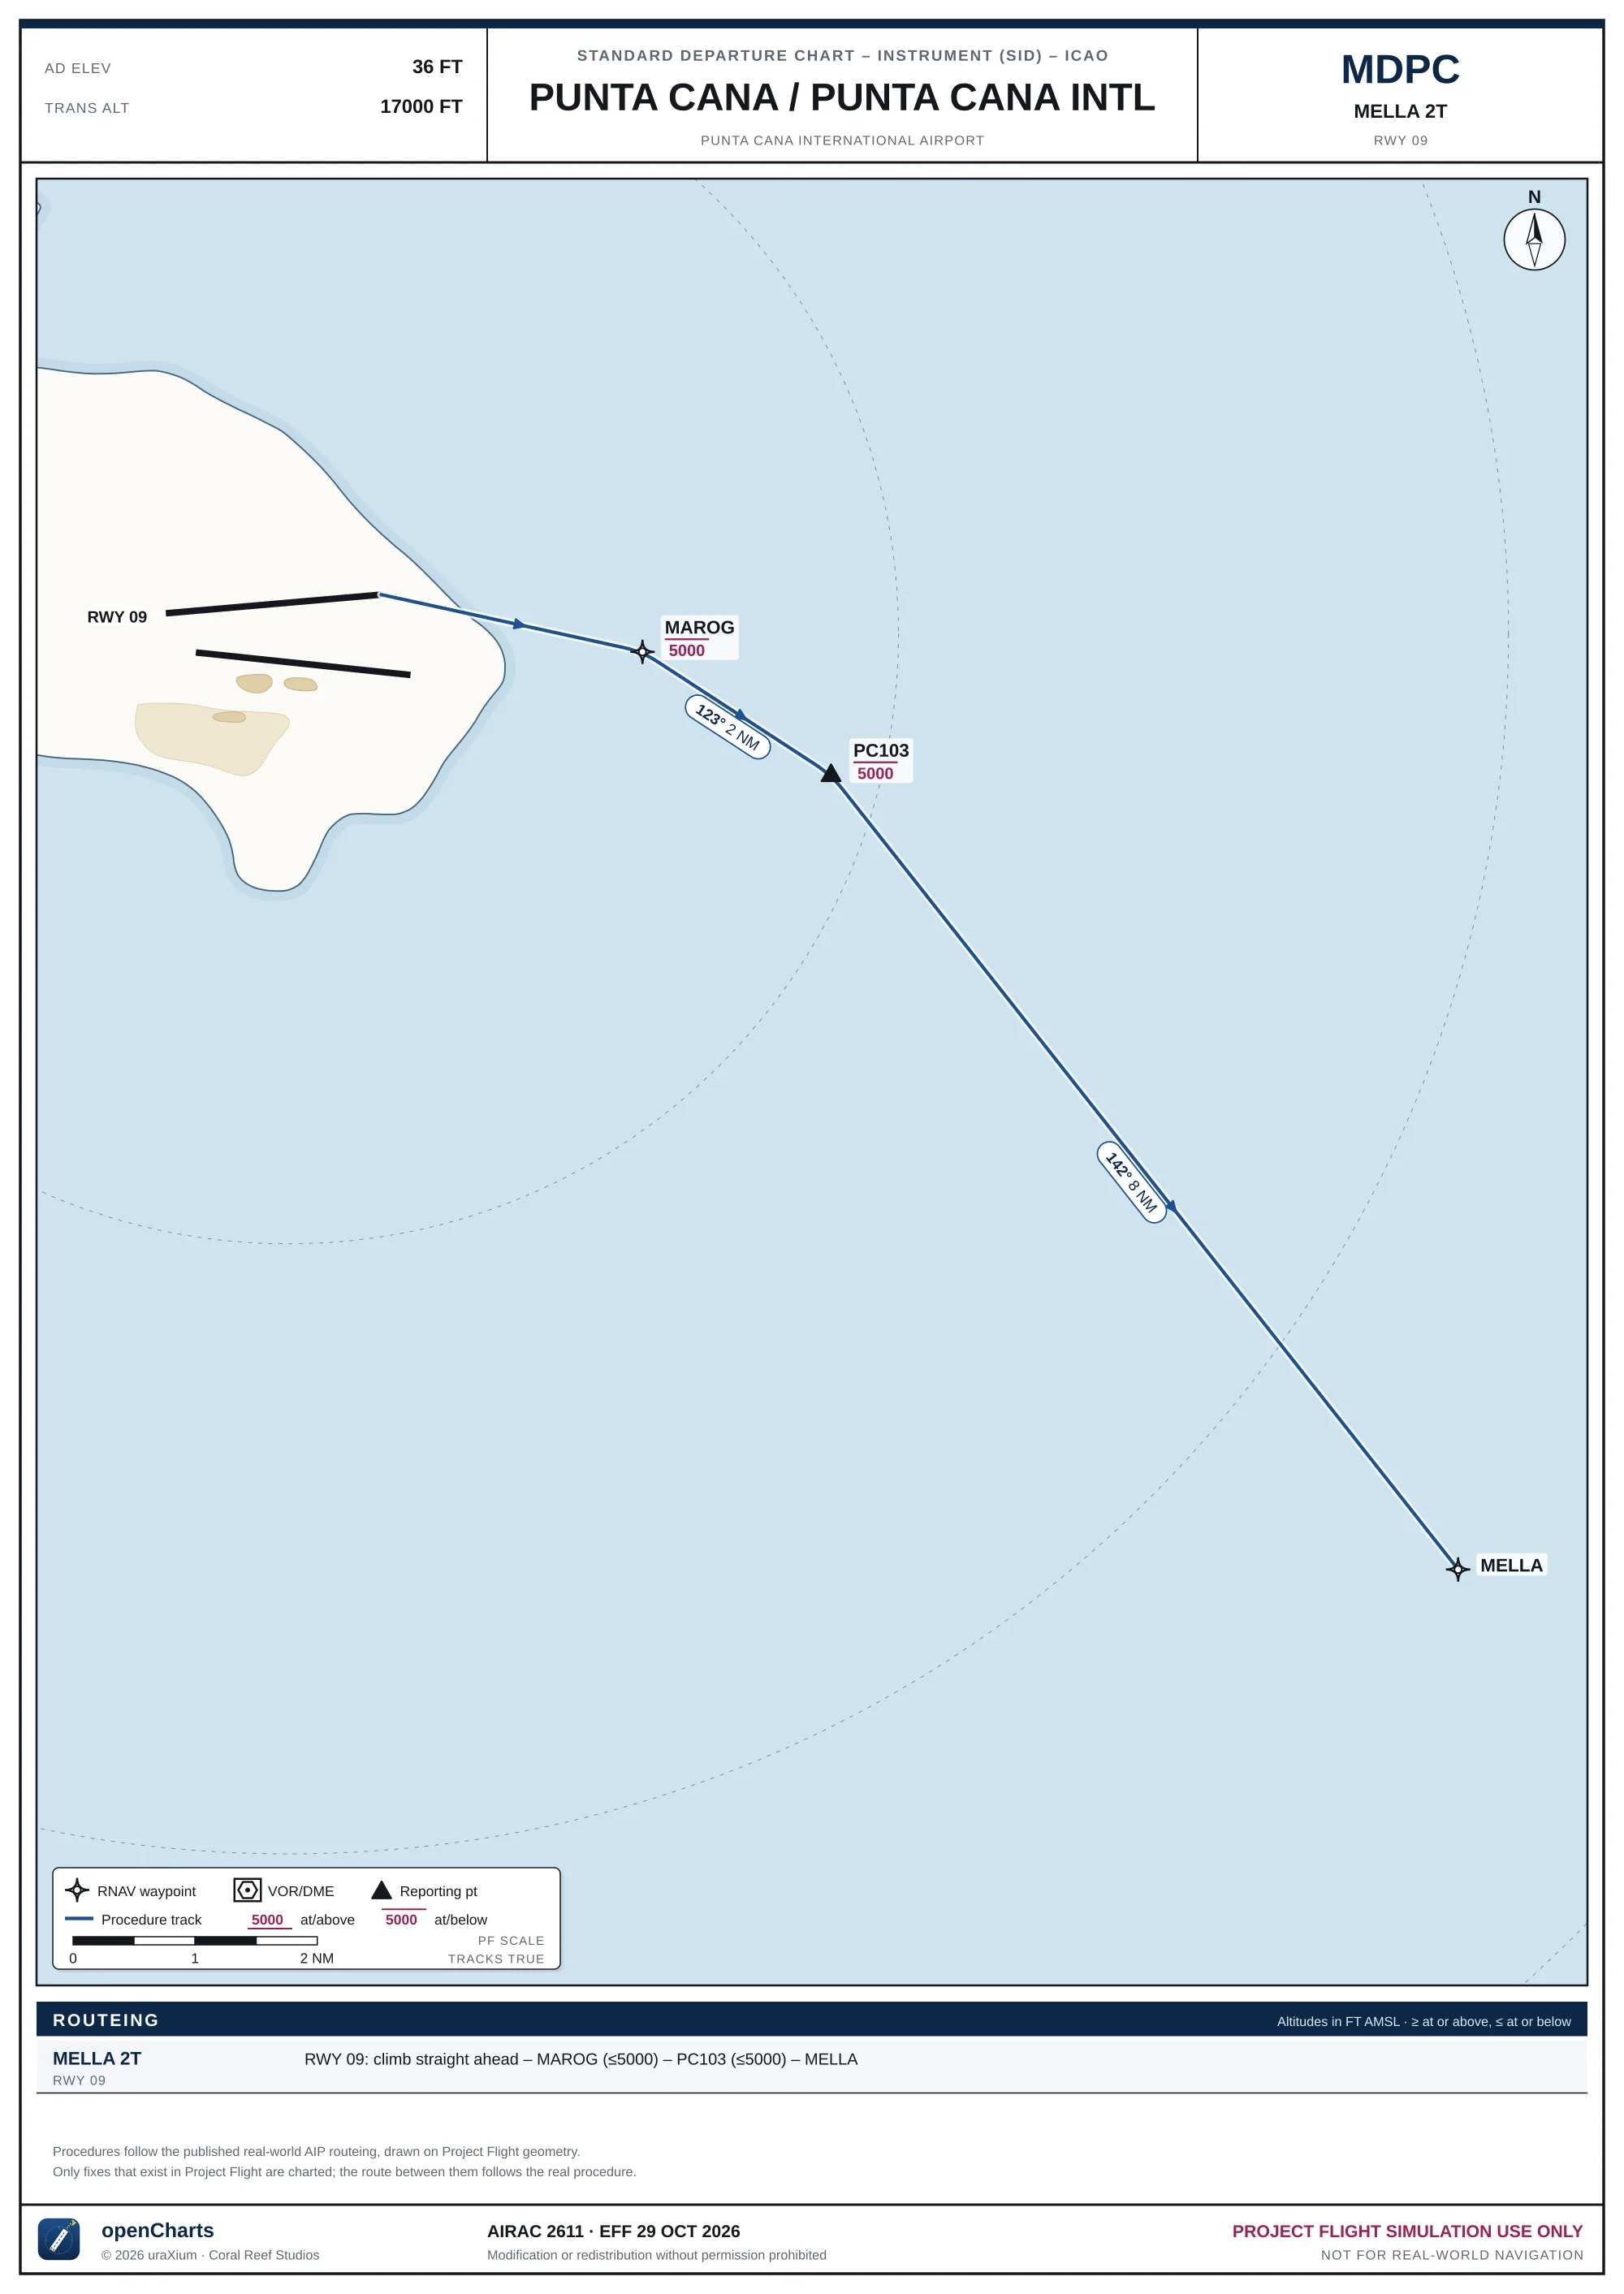 AD ELEV 36 FT
TRANS ALT 17000 FT
STANDARD DEPARTURE CHART – INSTRUMENT (SID) – ICAO
PUNTA CANA / PUNTA CANA INTL
PUNTA CANA INTERNATIONAL AIRPORT
MDPC
MELLA 2T
RWY 09
N
RWY 09
MAROG
5000
123° 2 NM
PC103
5000
142° 8 NM
MELLA
RNAV waypoint VOR/DME Reporting pt
Procedure track 5000 at/above 5000 at/below
PF SCALE
0 1 2 NM TRACKS TRUE
ROUTEING Altitudes in FT AMSL · ≥ at or above, ≤ at or below
MELLA 2T RWY 09: climb straight ahead – MAROG (≤5000) – PC103 (≤5000) – MELLA
RWY 09
Procedures follow the published real-world AIP routeing, drawn on Project Flight geometry.
Only fixes that exist in Project Flight are charted; the route between them follows the real procedure.
openCharts
© 2026 uraXium · Coral Reef Studios
AIRAC 2611 · EFF 29 OCT 2026
Modification or redistribution without permission prohibited
PROJECT FLIGHT SIMULATION USE ONLY
NOT FOR REAL-WORLD NAVIGATION